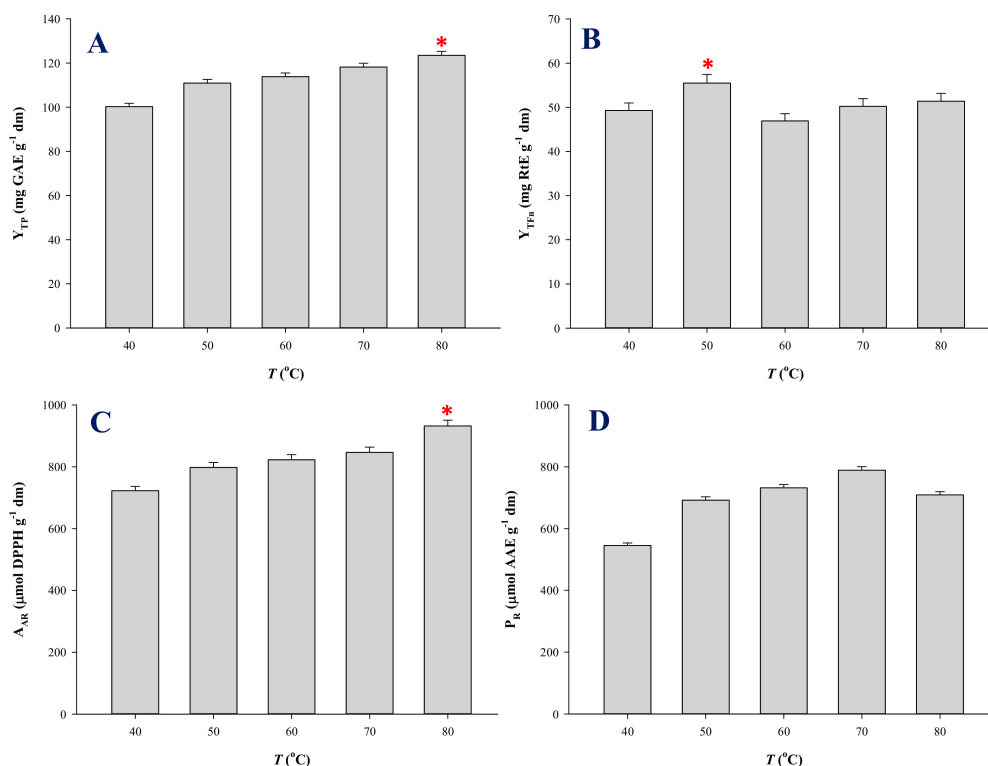 A
*
Y_TP (mg GAE g^-1 dm)
140
120
100
80
60
40
20
0
40 50 60 70 80
T (°C)
B
*
Y_TFn (mg RtE g^-1 dm)
70
60
50
40
30
20
10
0
40 50 60 70 80
T (°C)
C
*
A_AR (μmol DPPH g^-1 dm)
1000
800
600
400
200
0
40 50 60 70 80
T (°C)
D
P_R (μmol AAE g^-1 dm)
1000
800
600
400
200
0
40 50 60 70 80
T (°C)